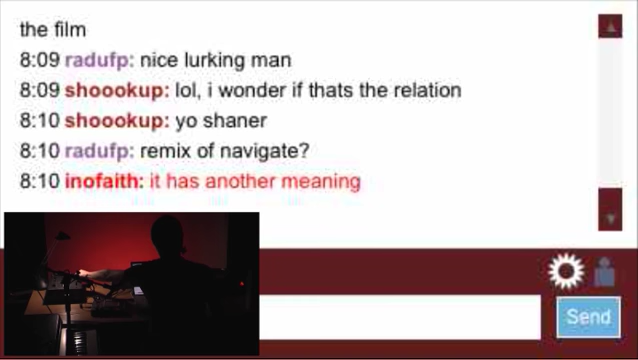 the film
8:09 radufp: nice lurking man
8:09 shoookup: lol, i wonder if thats the relation
8:10 shoookup: yo shaner
8:10 radufp: remix of navigate?
8:10 inofaith: it has another meaning
Send